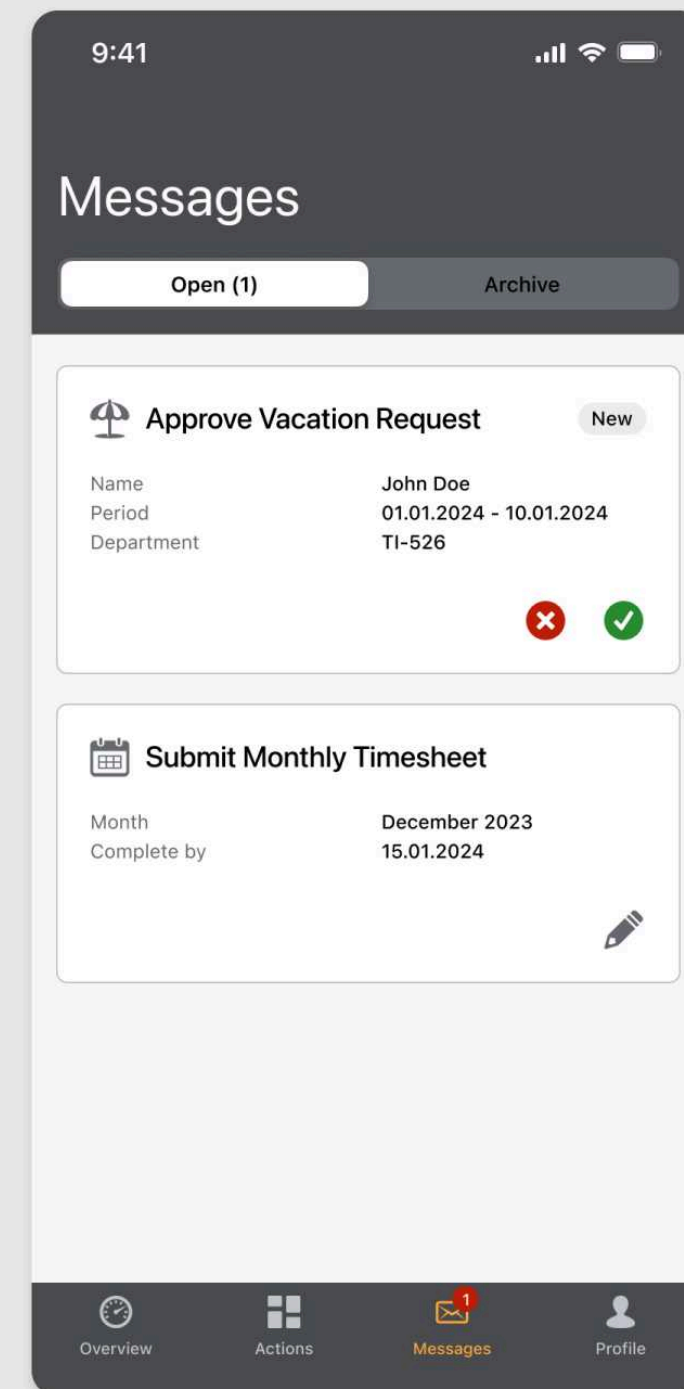 9:41
Messages
Open (1) Archive
Approve Vacation Request New
Name John Doe
Period 01.01.2024 - 10.01.2024
Department TI-526
Submit Monthly Timesheet
Month December 2023
Complete by 15.01.2024
1
Overview Actions Messages Profile